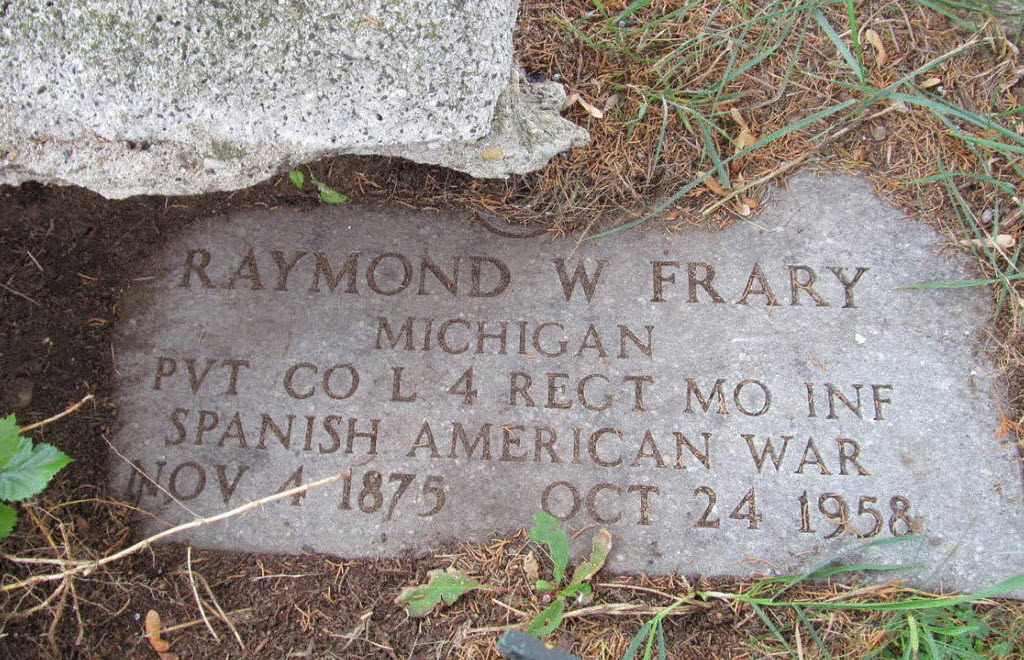 RAYMOND W FRARY
MICHIGAN
PVT CO L 4 REGT MO INF
SPANISH AMERICAN WAR
NOV 4 1875 OCT 24 1958